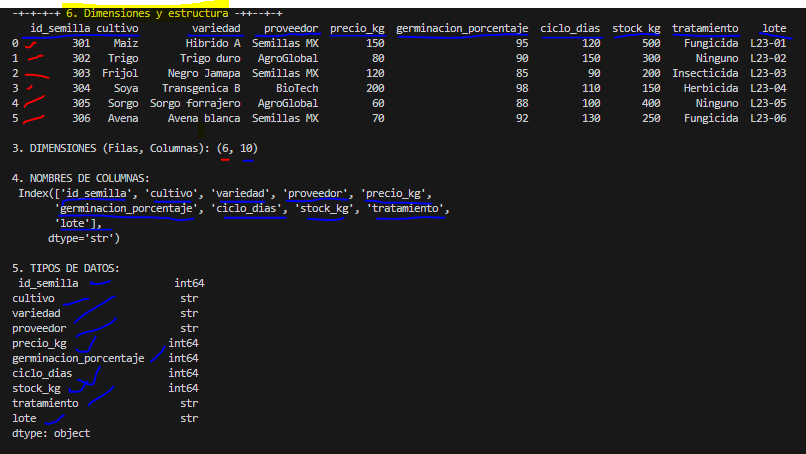 -+-+-+-+ 6. Dimensiones y estructura -++--+-+
id_semilla cultivo variedad proveedor precio_kg germinacion_porcentaje ciclo_dias stock kg tratamiento lote
0 301 Maiz Hibrido A Semillas MX 150 95 120 500 Fungicida L23-01
1 302 Trigo Trigo duro AgroGlobal 80 90 150 300 Ninguno L23-02
2 303 Frijol Negro Jamapa Semillas MX 120 85 90 200 Insecticida L23-03
3 304 Soya Transgenica B BioTech 200 98 110 150 Herbicida L23-04
4 305 Sorgo Sorgo forrajero AgroGlobal 60 88 100 400 Ninguno L23-05
5 306 Avena Avena blanca Semillas MX 70 92 130 250 Fungicida L23-06
3. DIMENSIONES (Filas, Columnas): (6, 10)
4. NOMBRES DE COLUMNAS:
Index(['id_semilla', 'cultivo', 'variedad', 'proveedor', 'precio_kg',
'germinacion_porcentaje', 'ciclo_dias', 'stock_kg', 'tratamiento',
'lote'],
dtype='str')
5. TIPOS DE DATOS:
id_semilla int64
cultivo str
variedad str
proveedor str
precio_kg int64
germinacion_porcentaje int64
ciclo_dias int64
stock_kg int64
tratamiento str
lote str
dtype: object